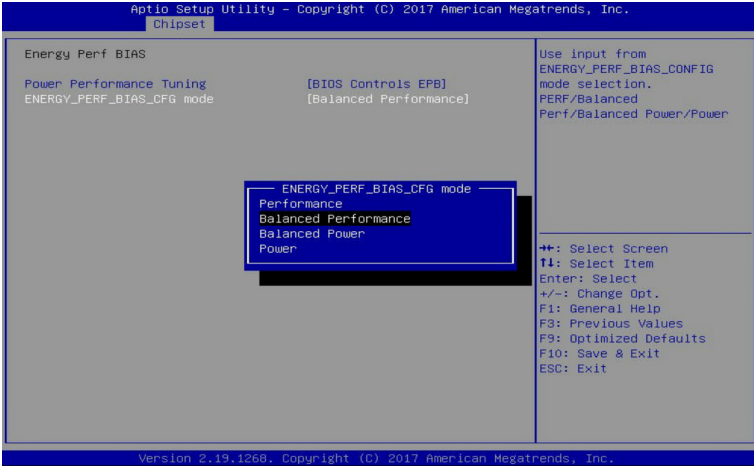 Aptio Setup Utility – Copyright (C) 2017 American Megatrends, Inc.
Chipset
Energy Perf BIAS
Power Performance Tuning [BIOS Controls EPB]
ENERGY_PERF_BIAS_CFG mode [Balanced Performance]
ENERGY_PERF_BIAS_CFG mode
Performance
Balanced Performance
Balanced Power
Power
Use input from
ENERGY_PERF_BIAS_CONFIG
mode selection.
PERF/Balanced
Perf/Balanced Power/Power
→←: Select Screen
↑↓: Select Item
Enter: Select
+/-: Change Opt.
F1: General Help
F3: Previous Values
F9: Optimized Defaults
F10: Save & Exit
ESC: Exit
Version 2.19.1268. Copyright (C) 2017 American Megatrends, Inc.